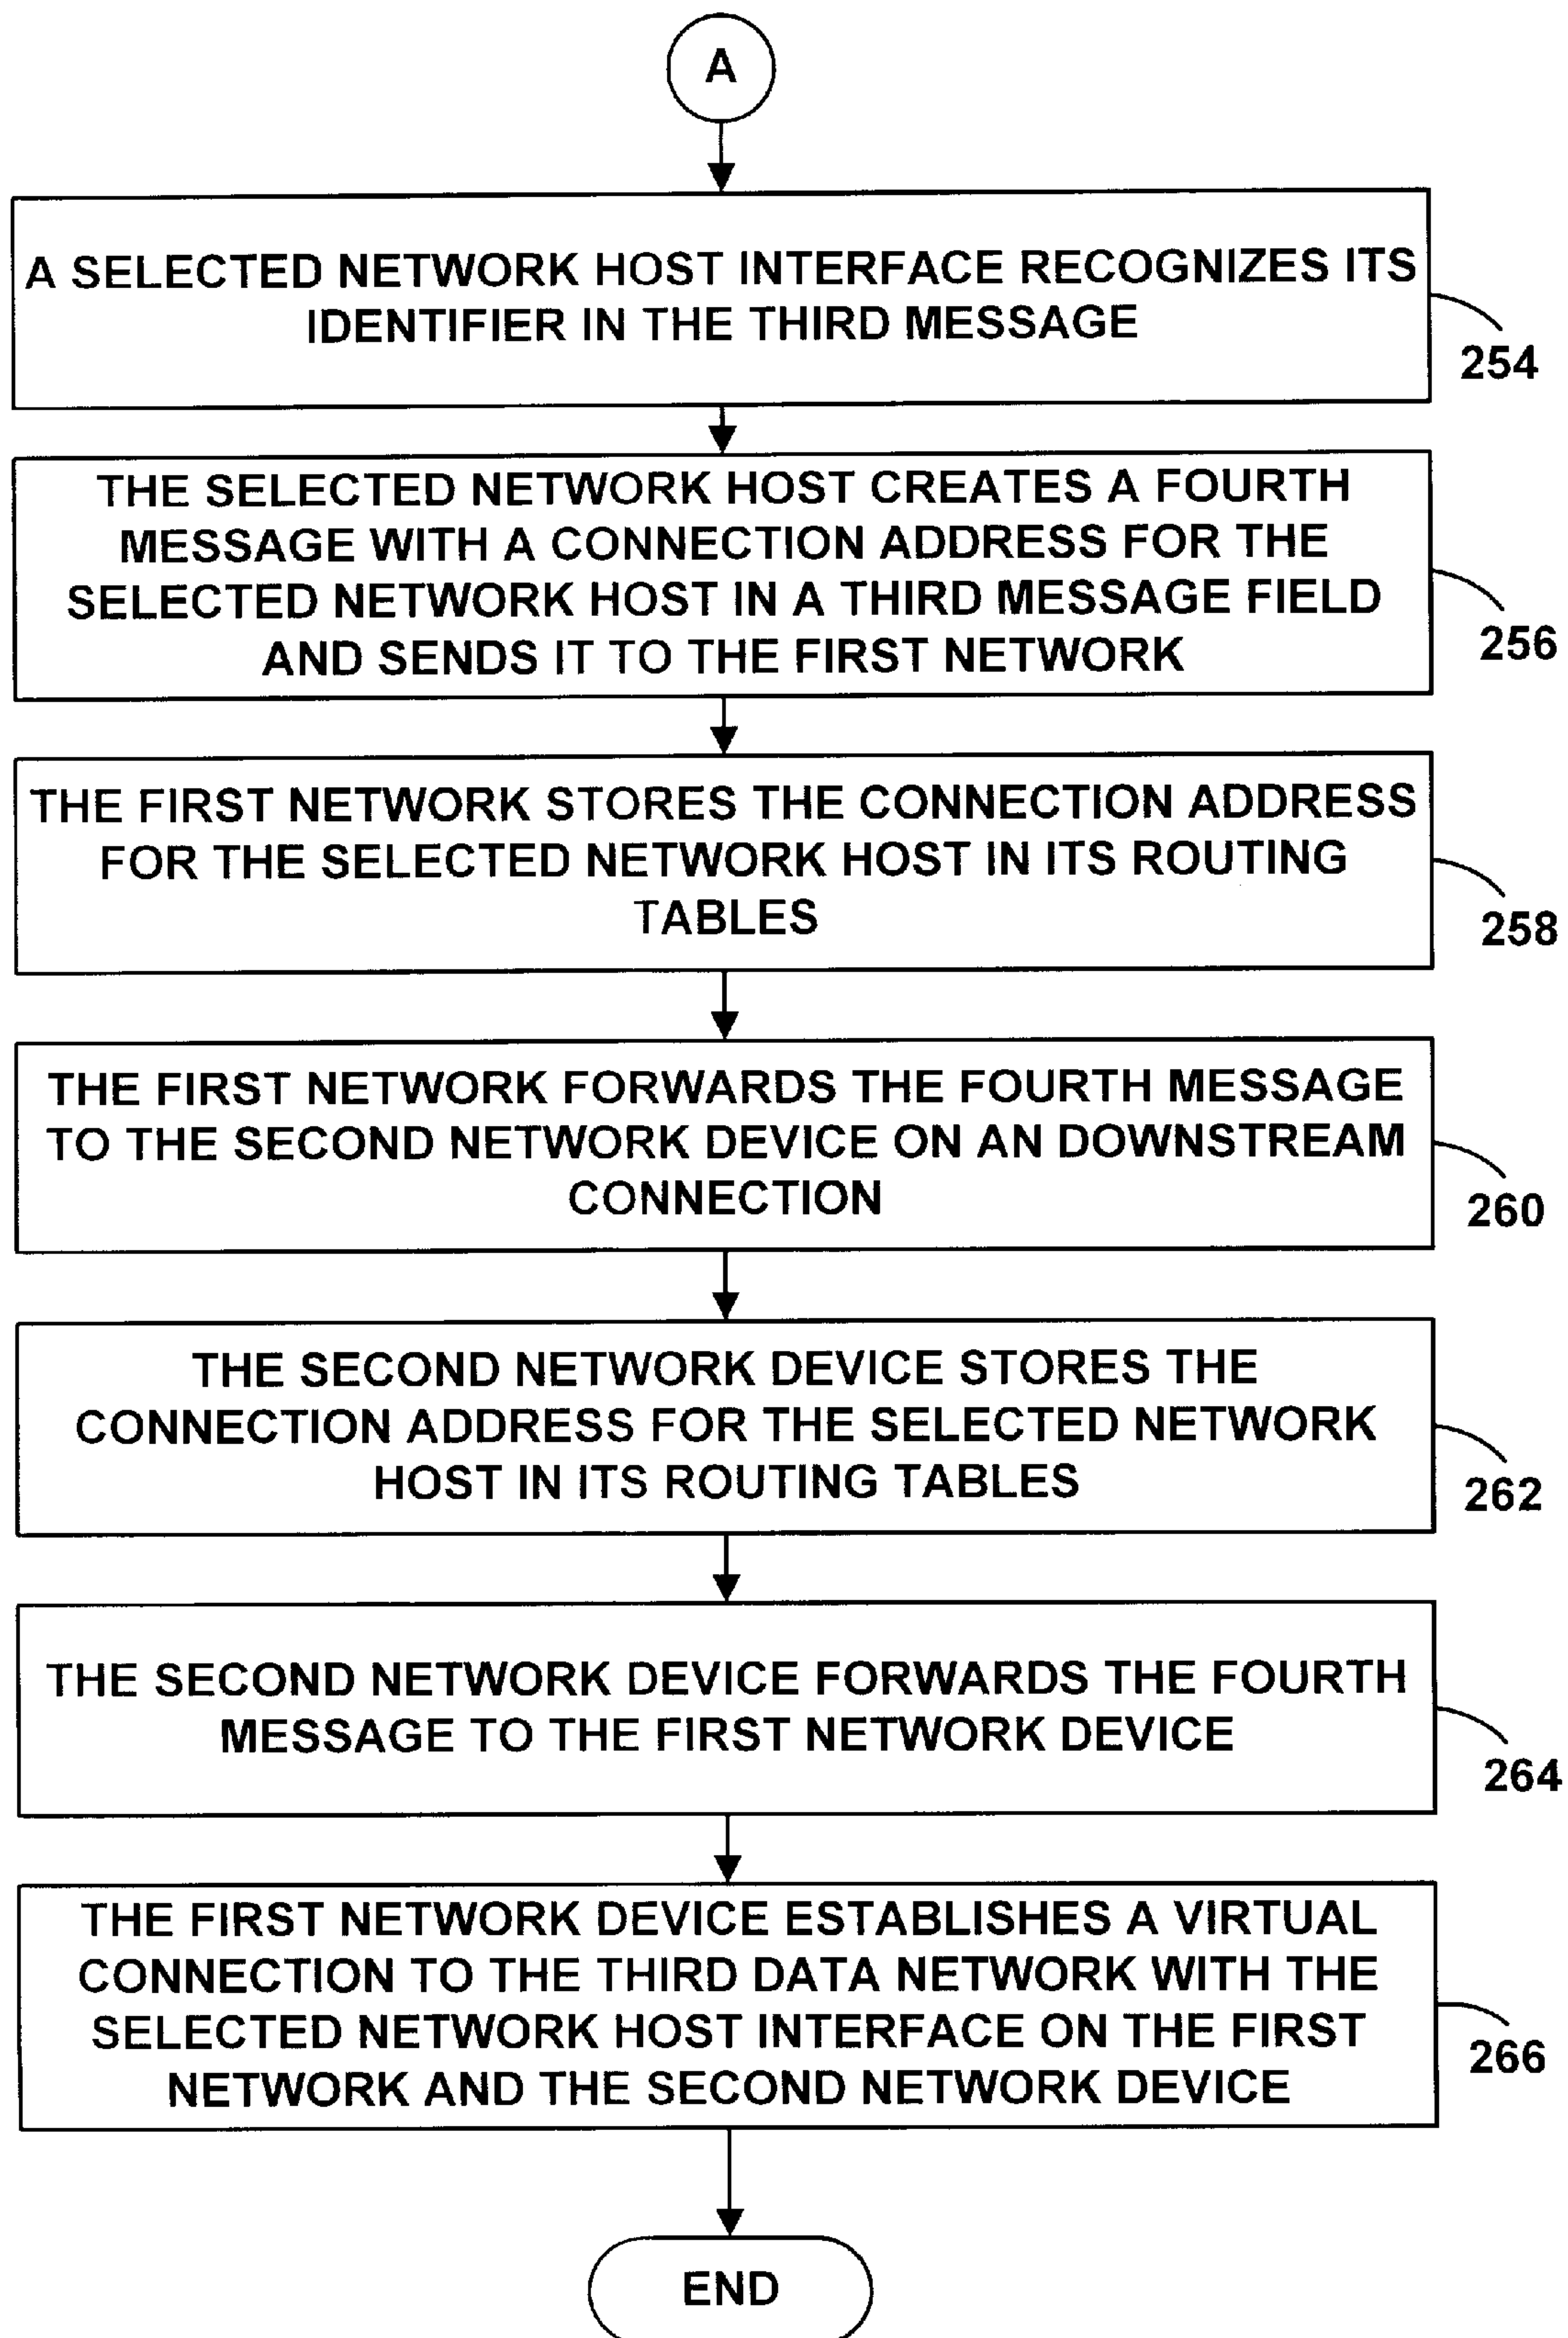 A
A SELECTED NETWORK HOST INTERFACE RECOGNIZES ITS
IDENTIFIER IN THE THIRD MESSAGE
254
THE SELECTED NETWORK HOST CREATES A FOURTH
MESSAGE WITH A CONNECTION ADDRESS FOR THE
SELECTED NETWORK HOST IN A THIRD MESSAGE FIELD
AND SENDS IT TO THE FIRST NETWORK
256
THE FIRST NETWORK STORES THE CONNECTION ADDRESS
FOR THE SELECTED NETWORK HOST IN ITS ROUTING
TABLES
258
THE FIRST NETWORK FORWARDS THE FOURTH MESSAGE
TO THE SECOND NETWORK DEVICE ON AN DOWNSTREAM
CONNECTION
260
THE SECOND NETWORK DEVICE STORES THE
CONNECTION ADDRESS FOR THE SELECTED NETWORK
HOST IN ITS ROUTING TABLES
262
THE SECOND NETWORK DEVICE FORWARDS THE FOURTH
MESSAGE TO THE FIRST NETWORK DEVICE
264
THE FIRST NETWORK DEVICE ESTABLISHES A VIRTUAL
CONNECTION TO THE THIRD DATA NETWORK WITH THE
SELECTED NETWORK HOST INTERFACE ON THE FIRST
NETWORK AND THE SECOND NETWORK DEVICE
266
END